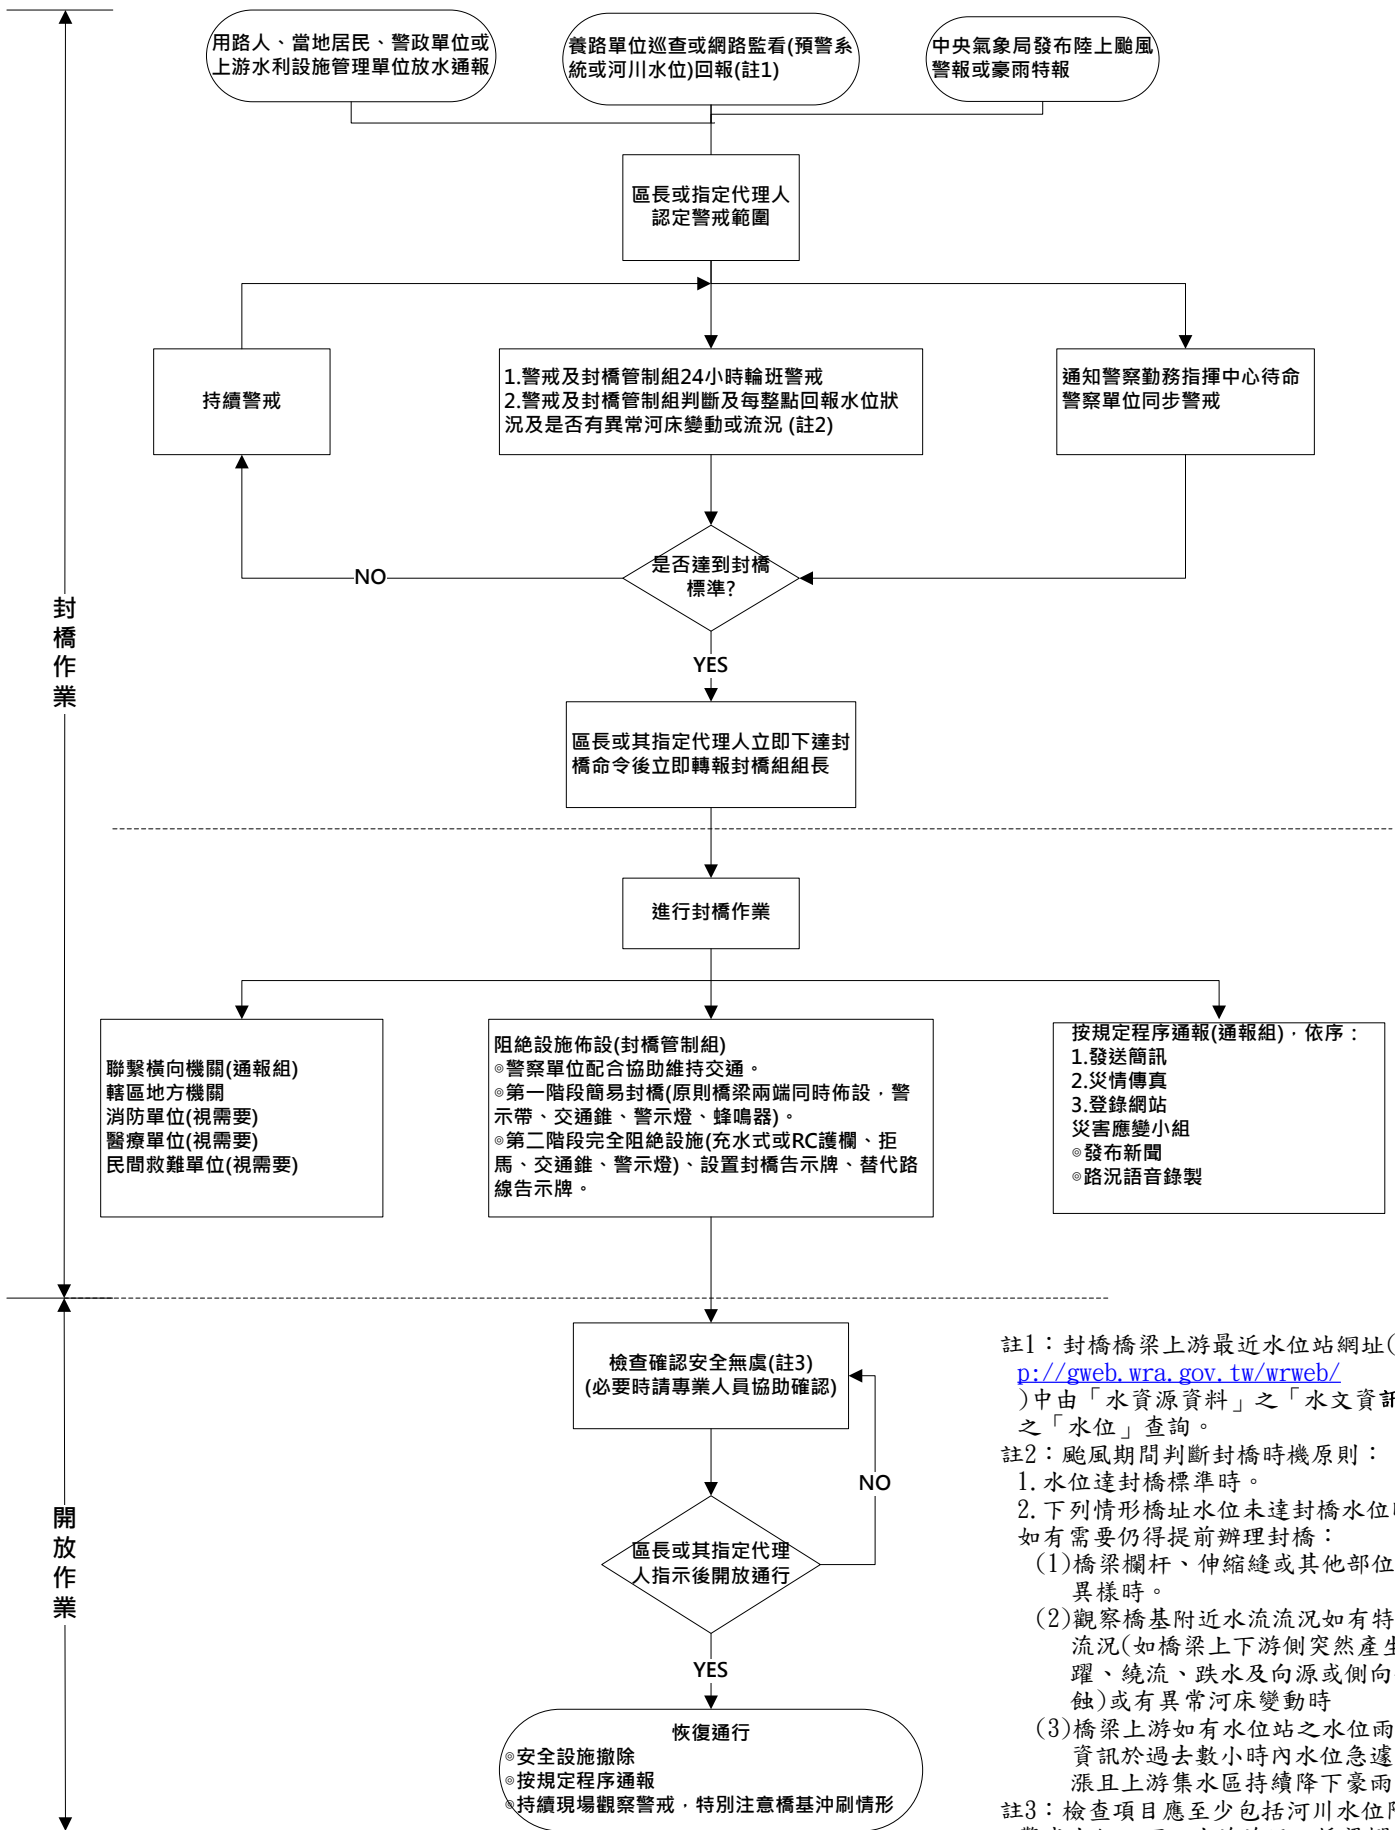 用路人、當地居民、警政單位或
上游水利設施管理單位放水通報
養路單位巡查或網路監看(預警系
統或河川水位)回報(註1)
中央氣象局發布陸上颱風
警報或豪雨特報
區長或指定代理人
認定警戒範圍
持續警戒
1.警戒及封橋管制組24小時輪班警戒
2.警戒及封橋管制組判斷及每整點回報水位狀
況及是否有異常河床變動或流況 (註2)
通知警察勤務指揮中心待命
警察單位同步警戒
是否達到封橋
標準?
NO
YES
封
橋
作
業
區長或其指定代理人立即下達封
橋命令後立即轉報封橋組組長
進行封橋作業
聯繫橫向機關(通報組)
轄區地方機關
消防單位(視需要)
醫療單位(視需要)
民間救難單位(視需要)
阻絕設施佈設(封橋管制組)
◎警察單位配合協助維持交通。
◎第一階段簡易封橋(原則橋梁兩端同時佈設，警
示帶、交通錐、警示燈、蜂鳴器)。
◎第二階段完全阻絕設施(充水式或RC護欄、拒
馬、交通錐、警示燈)、設置封橋告示牌、替代路
線告示牌。
按規定程序通報(通報組)，依序：
1.發送簡訊
2.災情傳真
3.登錄網站
災害應變小組
◎發布新聞
◎路況語音錄製
檢查確認安全無虞(註3)
(必要時請專業人員協助確認)
NO
區長或其指定代理
人指示後開放通行
YES
開
放
作
業
恢復通行
◎安全設施撤除
◎按規定程序通報
◎持續現場觀察警戒，特別注意橋基沖刷情形
註1：封橋橋梁上游最近水位站網址(
p://gweb.wra.gov.tw/wrweb/
)中由「水資源資料」之「水文資訊
之「水位」查詢。
註2：颱風期間判斷封橋時機原則：
1.水位達封橋標準時。
2.下列情形橋址水位未達封橋水位
如有需要仍得提前辦理封橋：
(1)橋梁欄杆、伸縮縫或其他部位
異樣時。
(2)觀察橋基附近水流流況如有特
流況(如橋梁上下游側突然產生
躍、繞流、跌水及向源或側向
蝕)或有異常河床變動時
(3)橋梁上游如有水位站之水位雨
資訊於過去數小時內水位急遽
漲且上游集水區持續降下豪雨
註3：檢查項目應至少包括河川水位